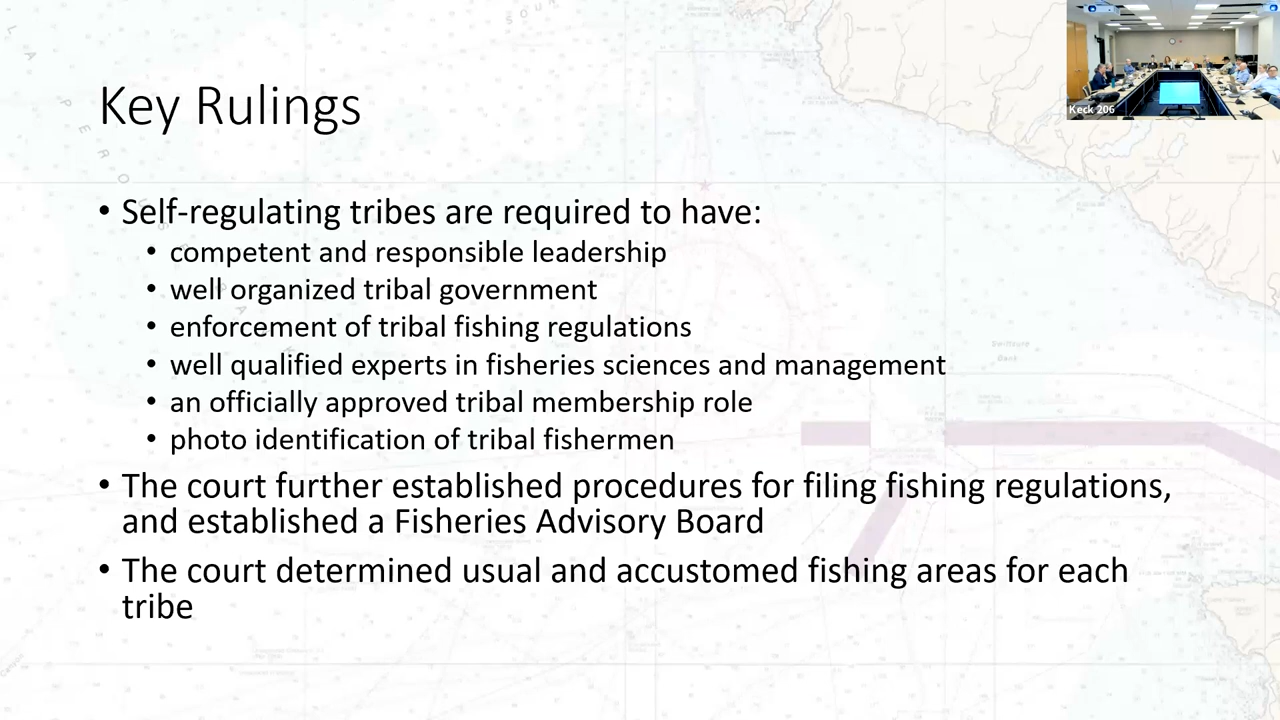 Key Rulings
Keck 206
• Self-regulating tribes are required to have:
• competent and responsible leadership
• well organized tribal government
• enforcement of tribal fishing regulations
• well qualified experts in fisheries sciences and management
• an officially approved tribal membership role
• photo identification of tribal fishermen
• The court further established procedures for filing fishing regulations,
and established a Fisheries Advisory Board
• The court determined usual and accustomed fishing areas for each
tribe